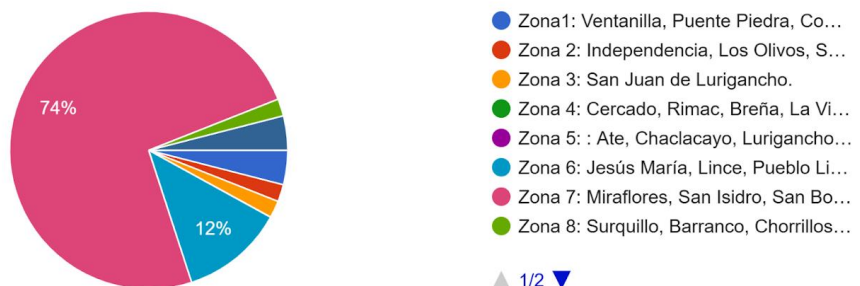 74%
12%
Zona1: Ventanilla, Puente Piedra, Co…
Zona 2: Independencia, Los Olivos, S…
Zona 3: San Juan de Lurigancho.
Zona 4: Cercado, Rimac, Breña, La Vi…
Zona 5: : Ate, Chaclacayo, Lurigancho…
Zona 6: Jesús María, Lince, Pueblo Li…
Zona 7: Miraflores, San Isidro, San Bo…
Zona 8: Surquillo, Barranco, Chorrillos…
1/2